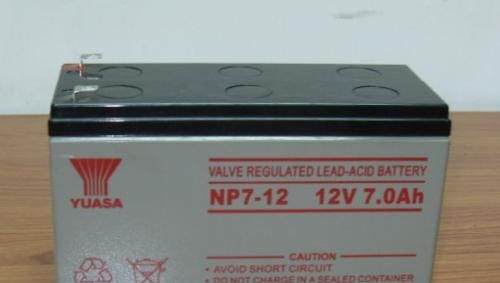 YUASA
VALVE REGULATED LEAD-ACID BATTERY
NP7-12 12V 7.0Ah
CAUTION
• AVOID SHORT CIRCUIT
• DO NOT CHARGE IN A SEALED CONTAINER